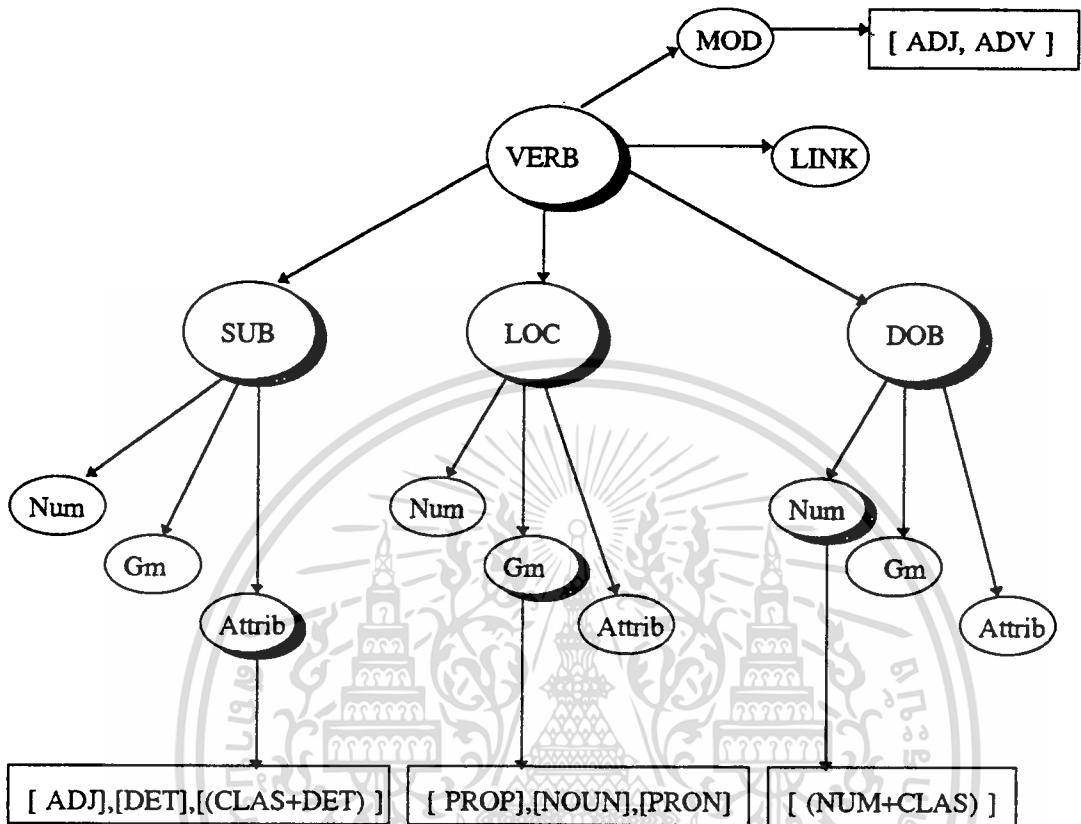 MOD
[ ADJ, ADV ]
VERB
LINK
SUB
LOC
DOB
Num
Gm
Attrib
Num
Gm
Attrib
Num
Gm
Attrib
[ ADJ],[DET],[(CLAS+DET) ]
[ PROP],[NOUN],[PRON]
[ (NUM+CLAS) ]